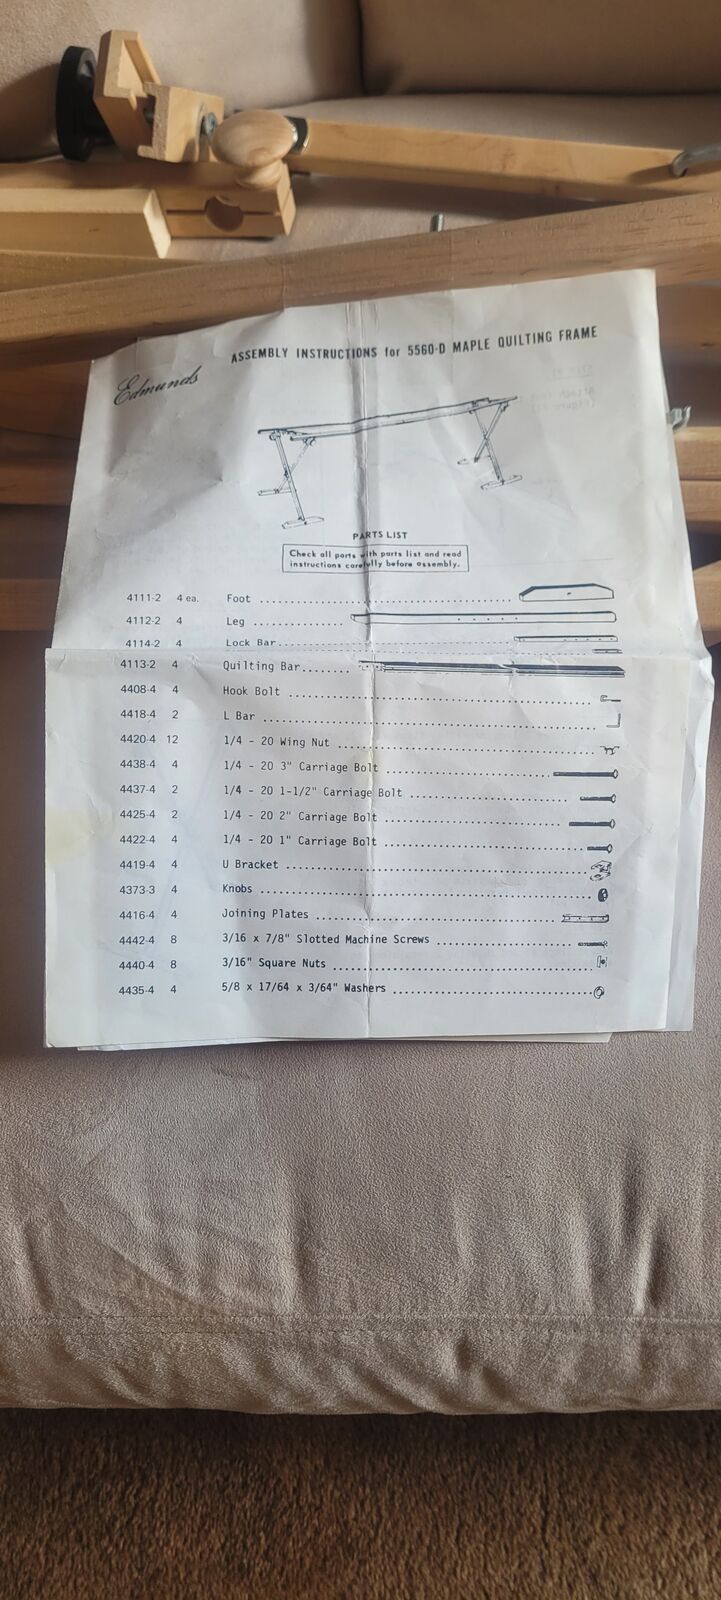 Edmunds
ASSEMBLY INSTRUCTIONS for 5560-D MAPLE QUILTING FRAME
PARTS LIST
Check all parts with parts list and read
instructions carefully before assembly.
4111-2 4 ea. Foot
4112-2 4 Leg
4114-2 4 Lock Bar
4113-2 4 Quilting Bar
4408-4 4 Hook Bolt
4418-4 2 L Bar
4420-4 12 1/4 - 20 Wing Nut
4438-4 4 1/4 - 20 3" Carriage Bolt
4437-4 2 1/4 - 20 1-1/2" Carriage Bolt
4425-4 2 1/4 - 20 2" Carriage Bolt
4422-4 4 1/4 - 20 1" Carriage Bolt
4419-4 4 U Bracket
4373-3 4 Knobs
4416-4 4 Joining Plates
4442-4 8 3/16 x 7/8" Slotted Machine Screws
4440-4 8 3/16" Square Nuts
4435-4 4 5/8 x 17/64 x 3/64" Washers